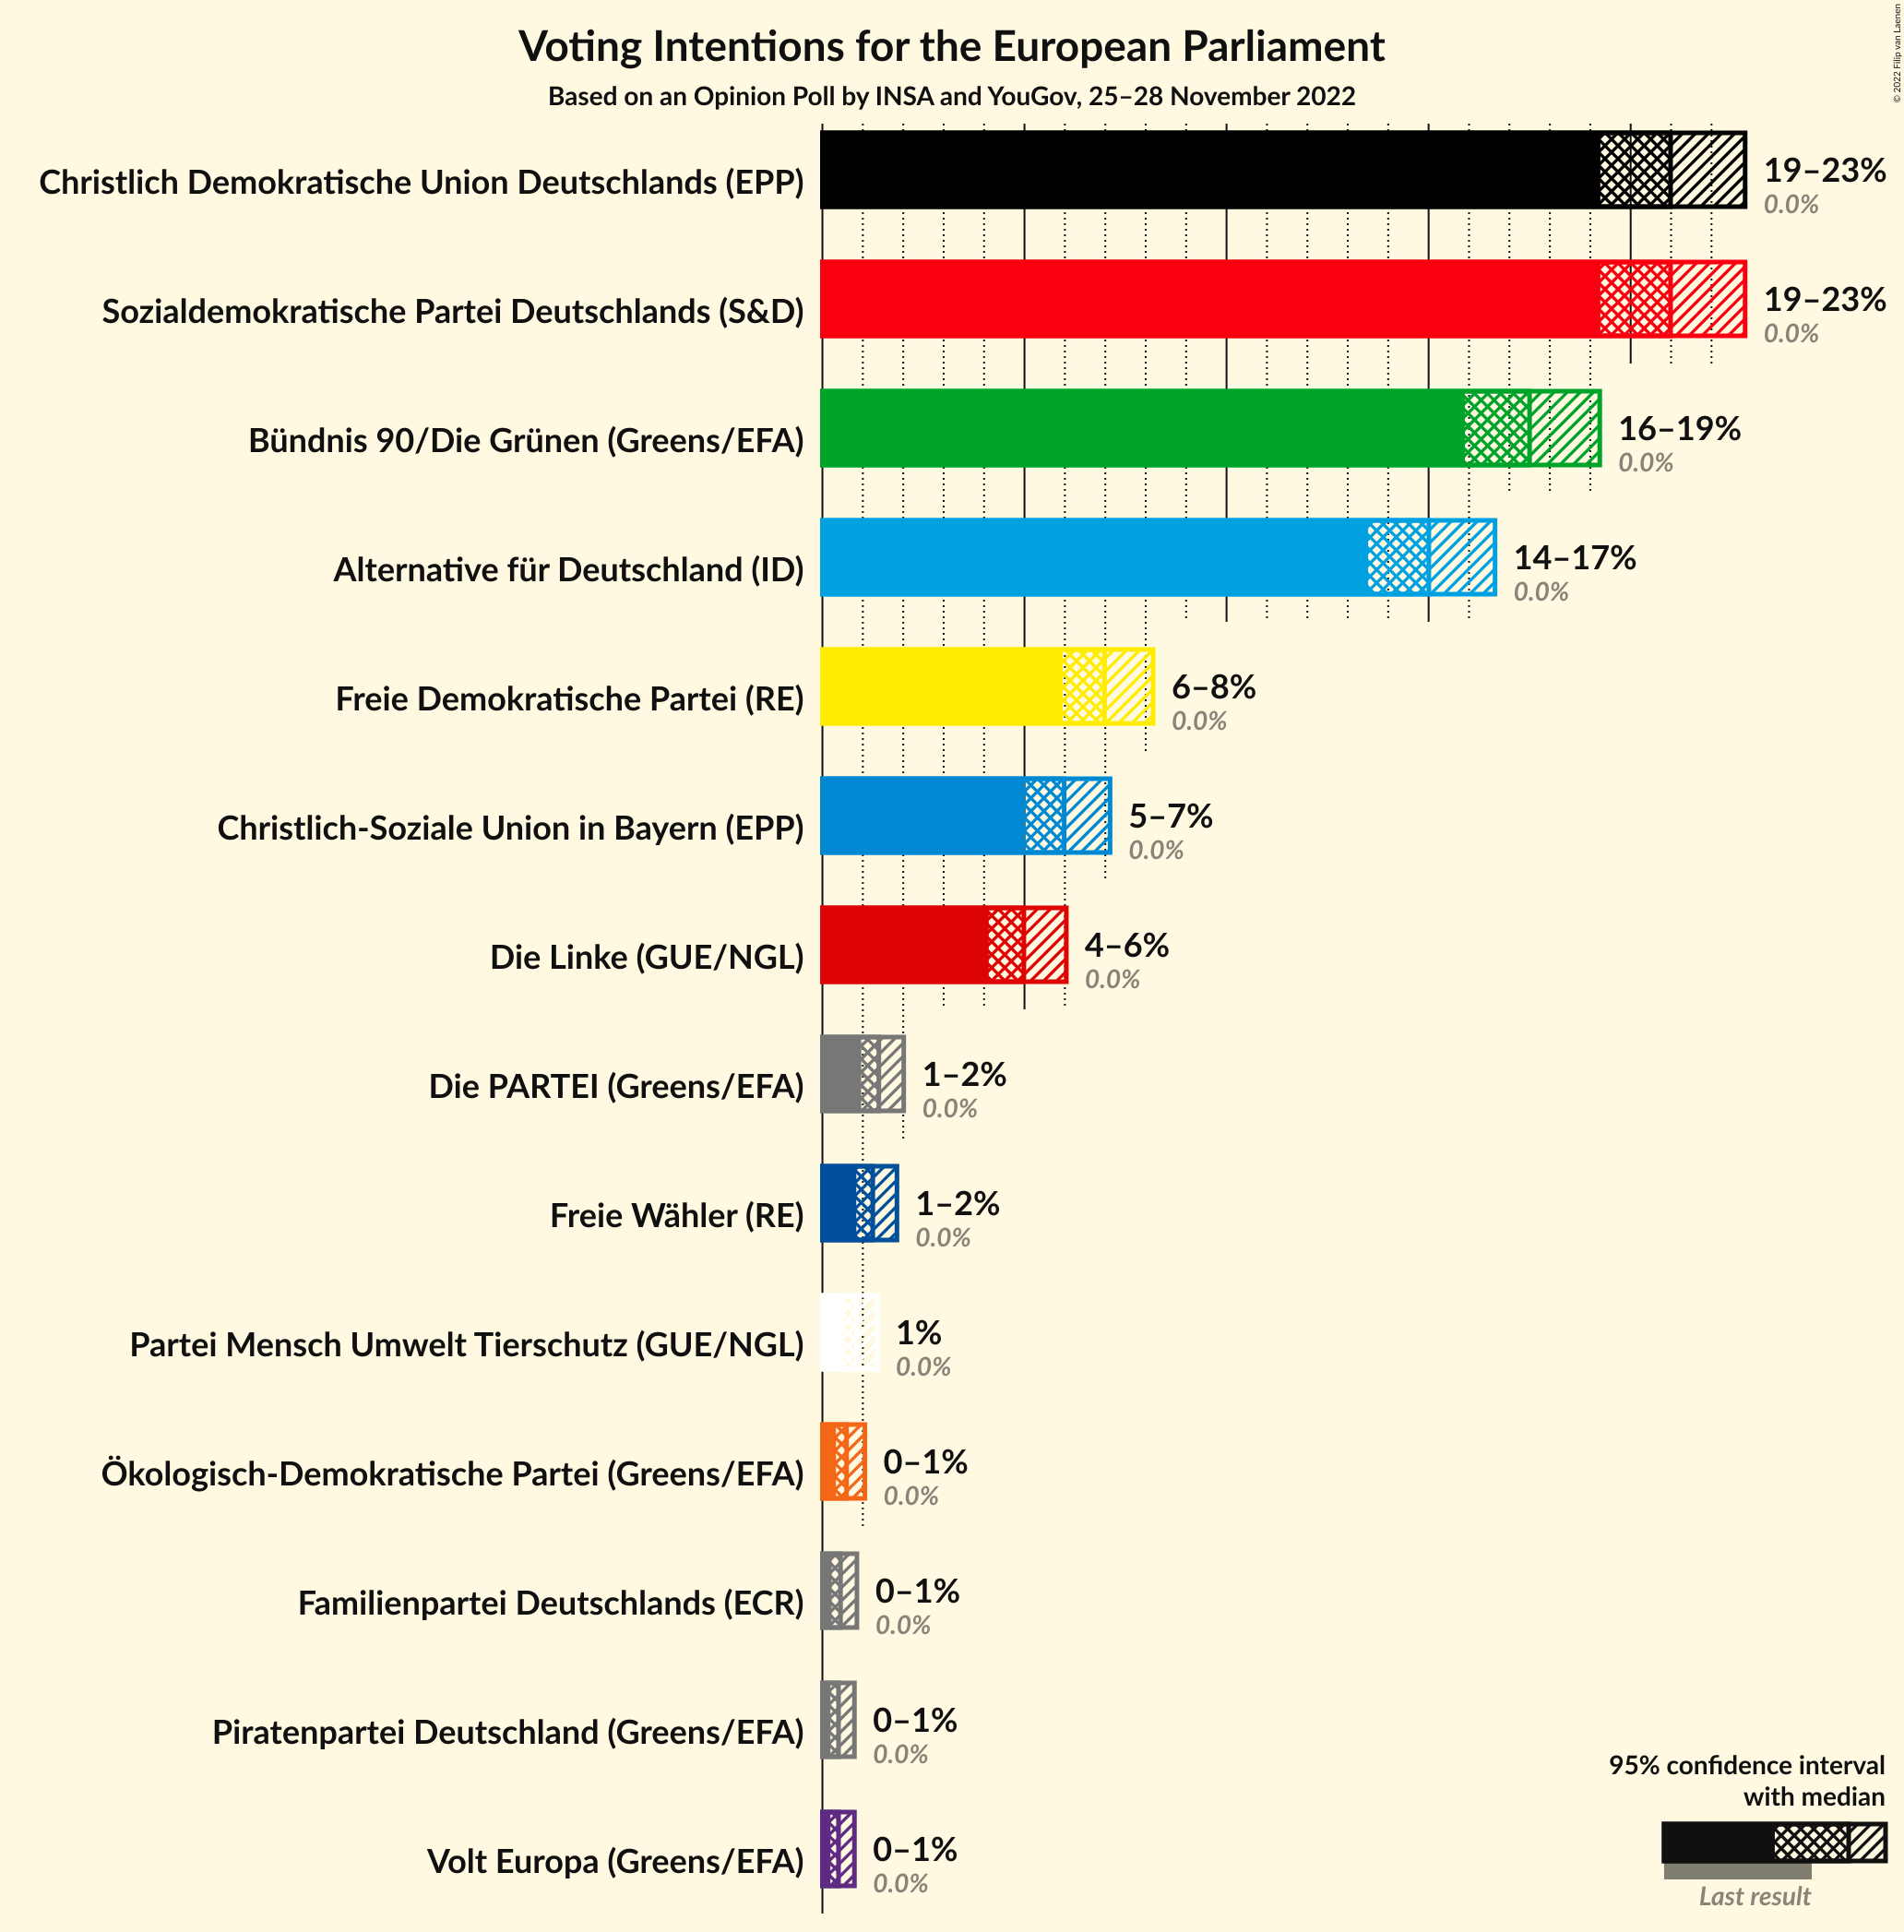 Voting Intentions for the European Parliament
Based on an Opinion Poll by INSA and YouGov, 25–28 November 2022
© 2022 Filip van Laenen
Christlich Demokratische Union Deutschlands (EPP)
19–23%
0.0%
Sozialdemokratische Partei Deutschlands (S&D)
19–23%
0.0%
Bündnis 90/Die Grünen (Greens/EFA)
16–19%
0.0%
Alternative für Deutschland (ID)
14–17%
0.0%
Freie Demokratische Partei (RE)
6–8%
0.0%
Christlich-Soziale Union in Bayern (EPP)
5–7%
0.0%
Die Linke (GUE/NGL)
4–6%
0.0%
Die PARTEI (Greens/EFA)
1–2%
0.0%
Freie Wähler (RE)
1–2%
0.0%
Partei Mensch Umwelt Tierschutz (GUE/NGL)
1%
0.0%
Ökologisch-Demokratische Partei (Greens/EFA)
0–1%
0.0%
Familienpartei Deutschlands (ECR)
0–1%
0.0%
Piratenpartei Deutschland (Greens/EFA)
0–1%
0.0%
Volt Europa (Greens/EFA)
0–1%
0.0%
95% confidence interval
with median
Last result